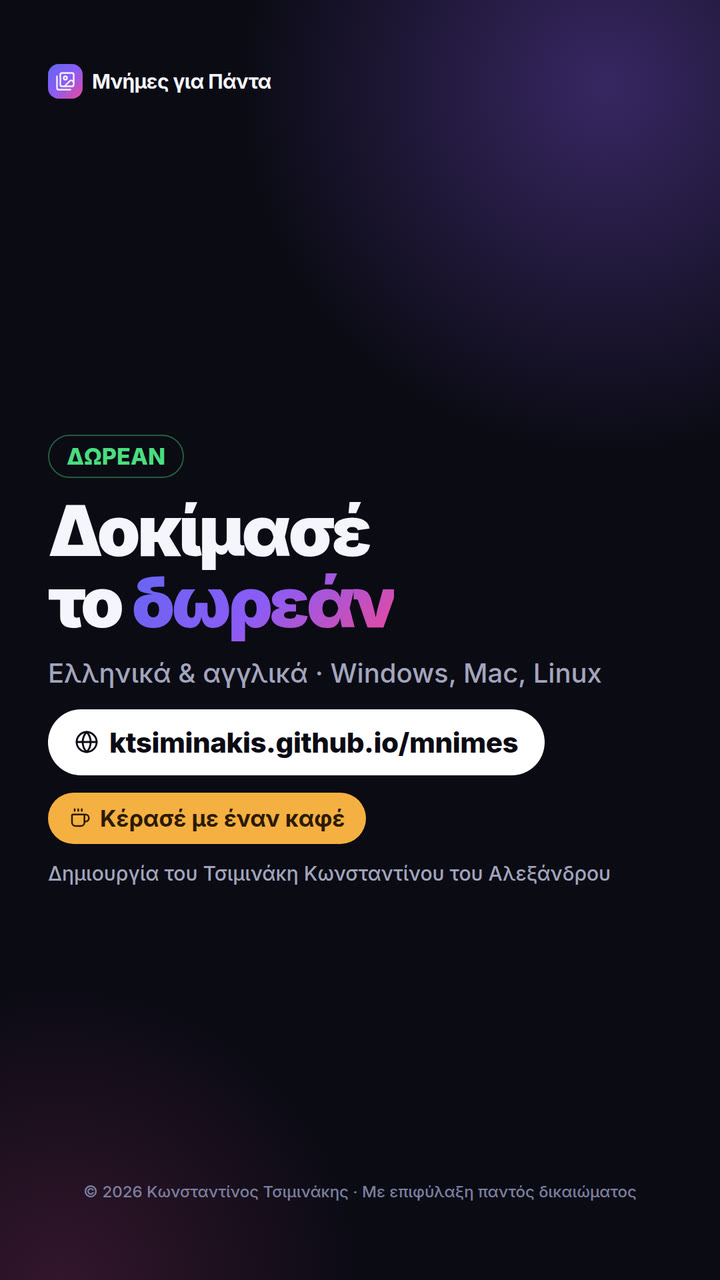 Μνήμες για Πάντα
ΔΩΡΕΑΝ
Δοκίμασέ
το δωρεάν
Ελληνικά & αγγλικά · Windows, Mac, Linux
ktsiminakis.github.io/mnimes
Κέρασέ με έναν καφέ
Δημιουργία του Τσιμινάκη Κωνσταντίνου του Αλεξάνδρου
© 2026 Κωνσταντίνος Τσιμινάκης · Με επιφύλαξη παντός δικαιώματος